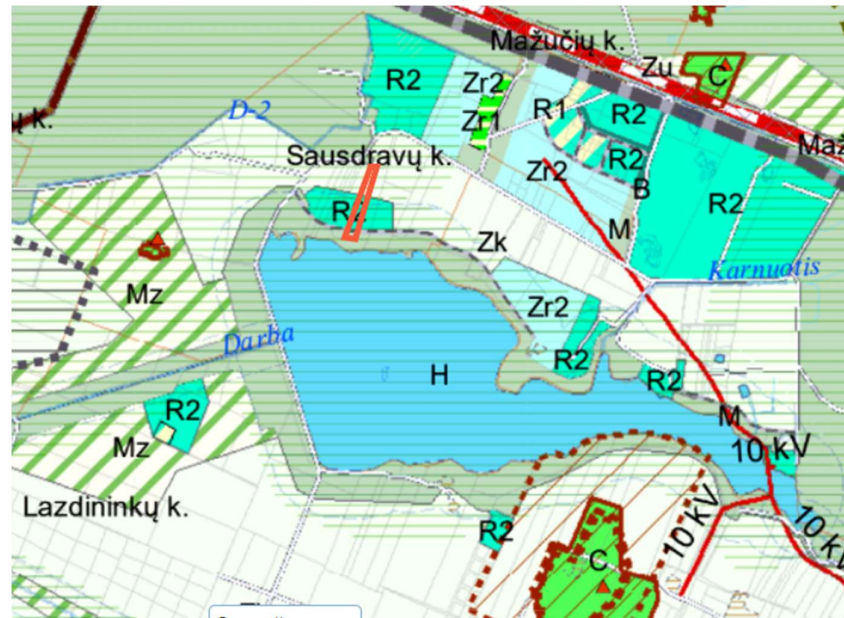 Mažučių k.
Zu
C
R2
Zr2
R1
R2
D-2
Zr1
ų k.
Maž
Sausdravų k.
Zr2
R2
B
R2
R2
M
Zk
Karnuotis
Mz
Zr2
Darba
H
R2
R2
R2
M
Mz
10 kV
Lazdininkų k.
R2
10 kV
10 kV
C